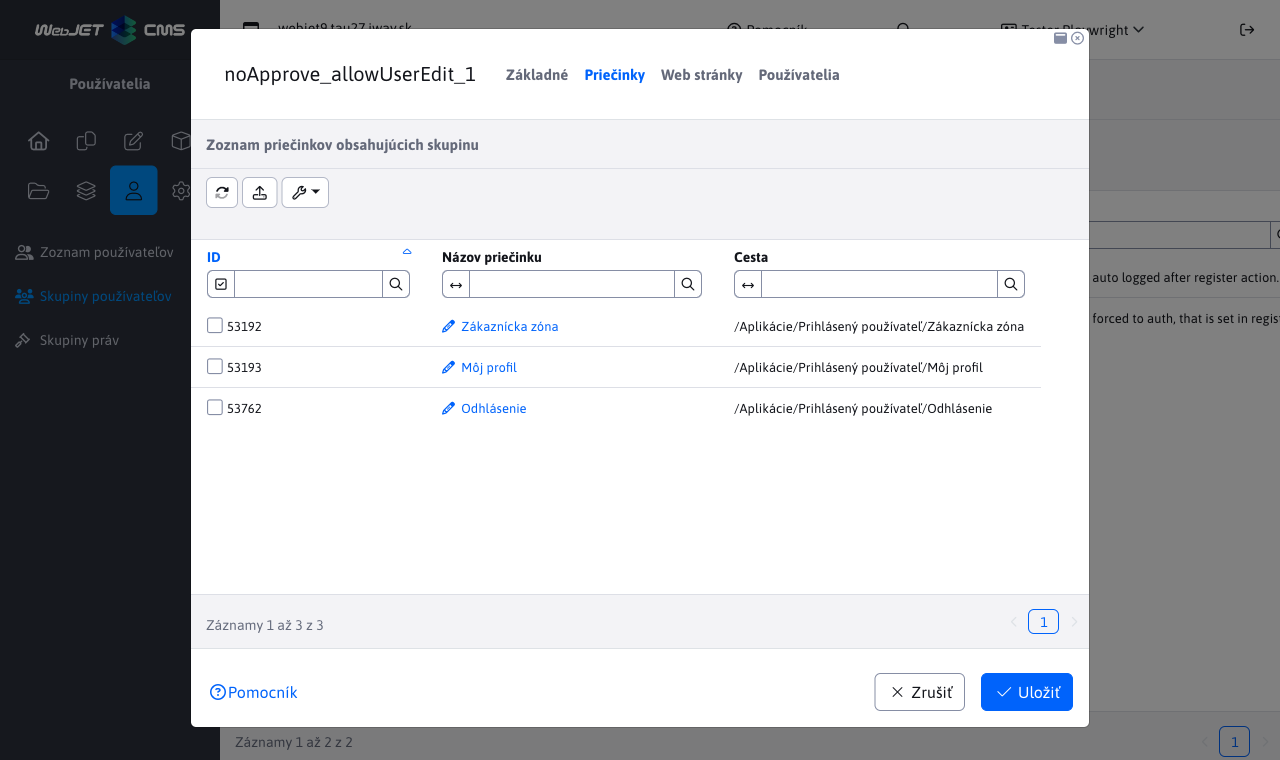 WebJET CMS
webjet9.tau27.iway.sk
Pomocník
Tester Playwright
Používatelia
Zoznam používateľov
Skupiny používateľov
Skupiny práv
noApprove_allowUserEdit_1
Základné Priečinky Web stránky Používatelia
Zoznam priečinkov obsahujúcich skupinu
ID Názov priečinku Cesta
53192 Zákaznícka zóna /Aplikácie/Prihlásený používateľ/Zákaznícka zóna
53193 Môj profil /Aplikácie/Prihlásený používateľ/Môj profil
53762 Odhlásenie /Aplikácie/Prihlásený používateľ/Odhlásenie
auto logged after register action.
forced to auth, that is set in regist
Záznamy 1 až 3 z 3
1
Pomocník
Zrušiť
Uložiť
Záznamy 1 až 2 z 2
1